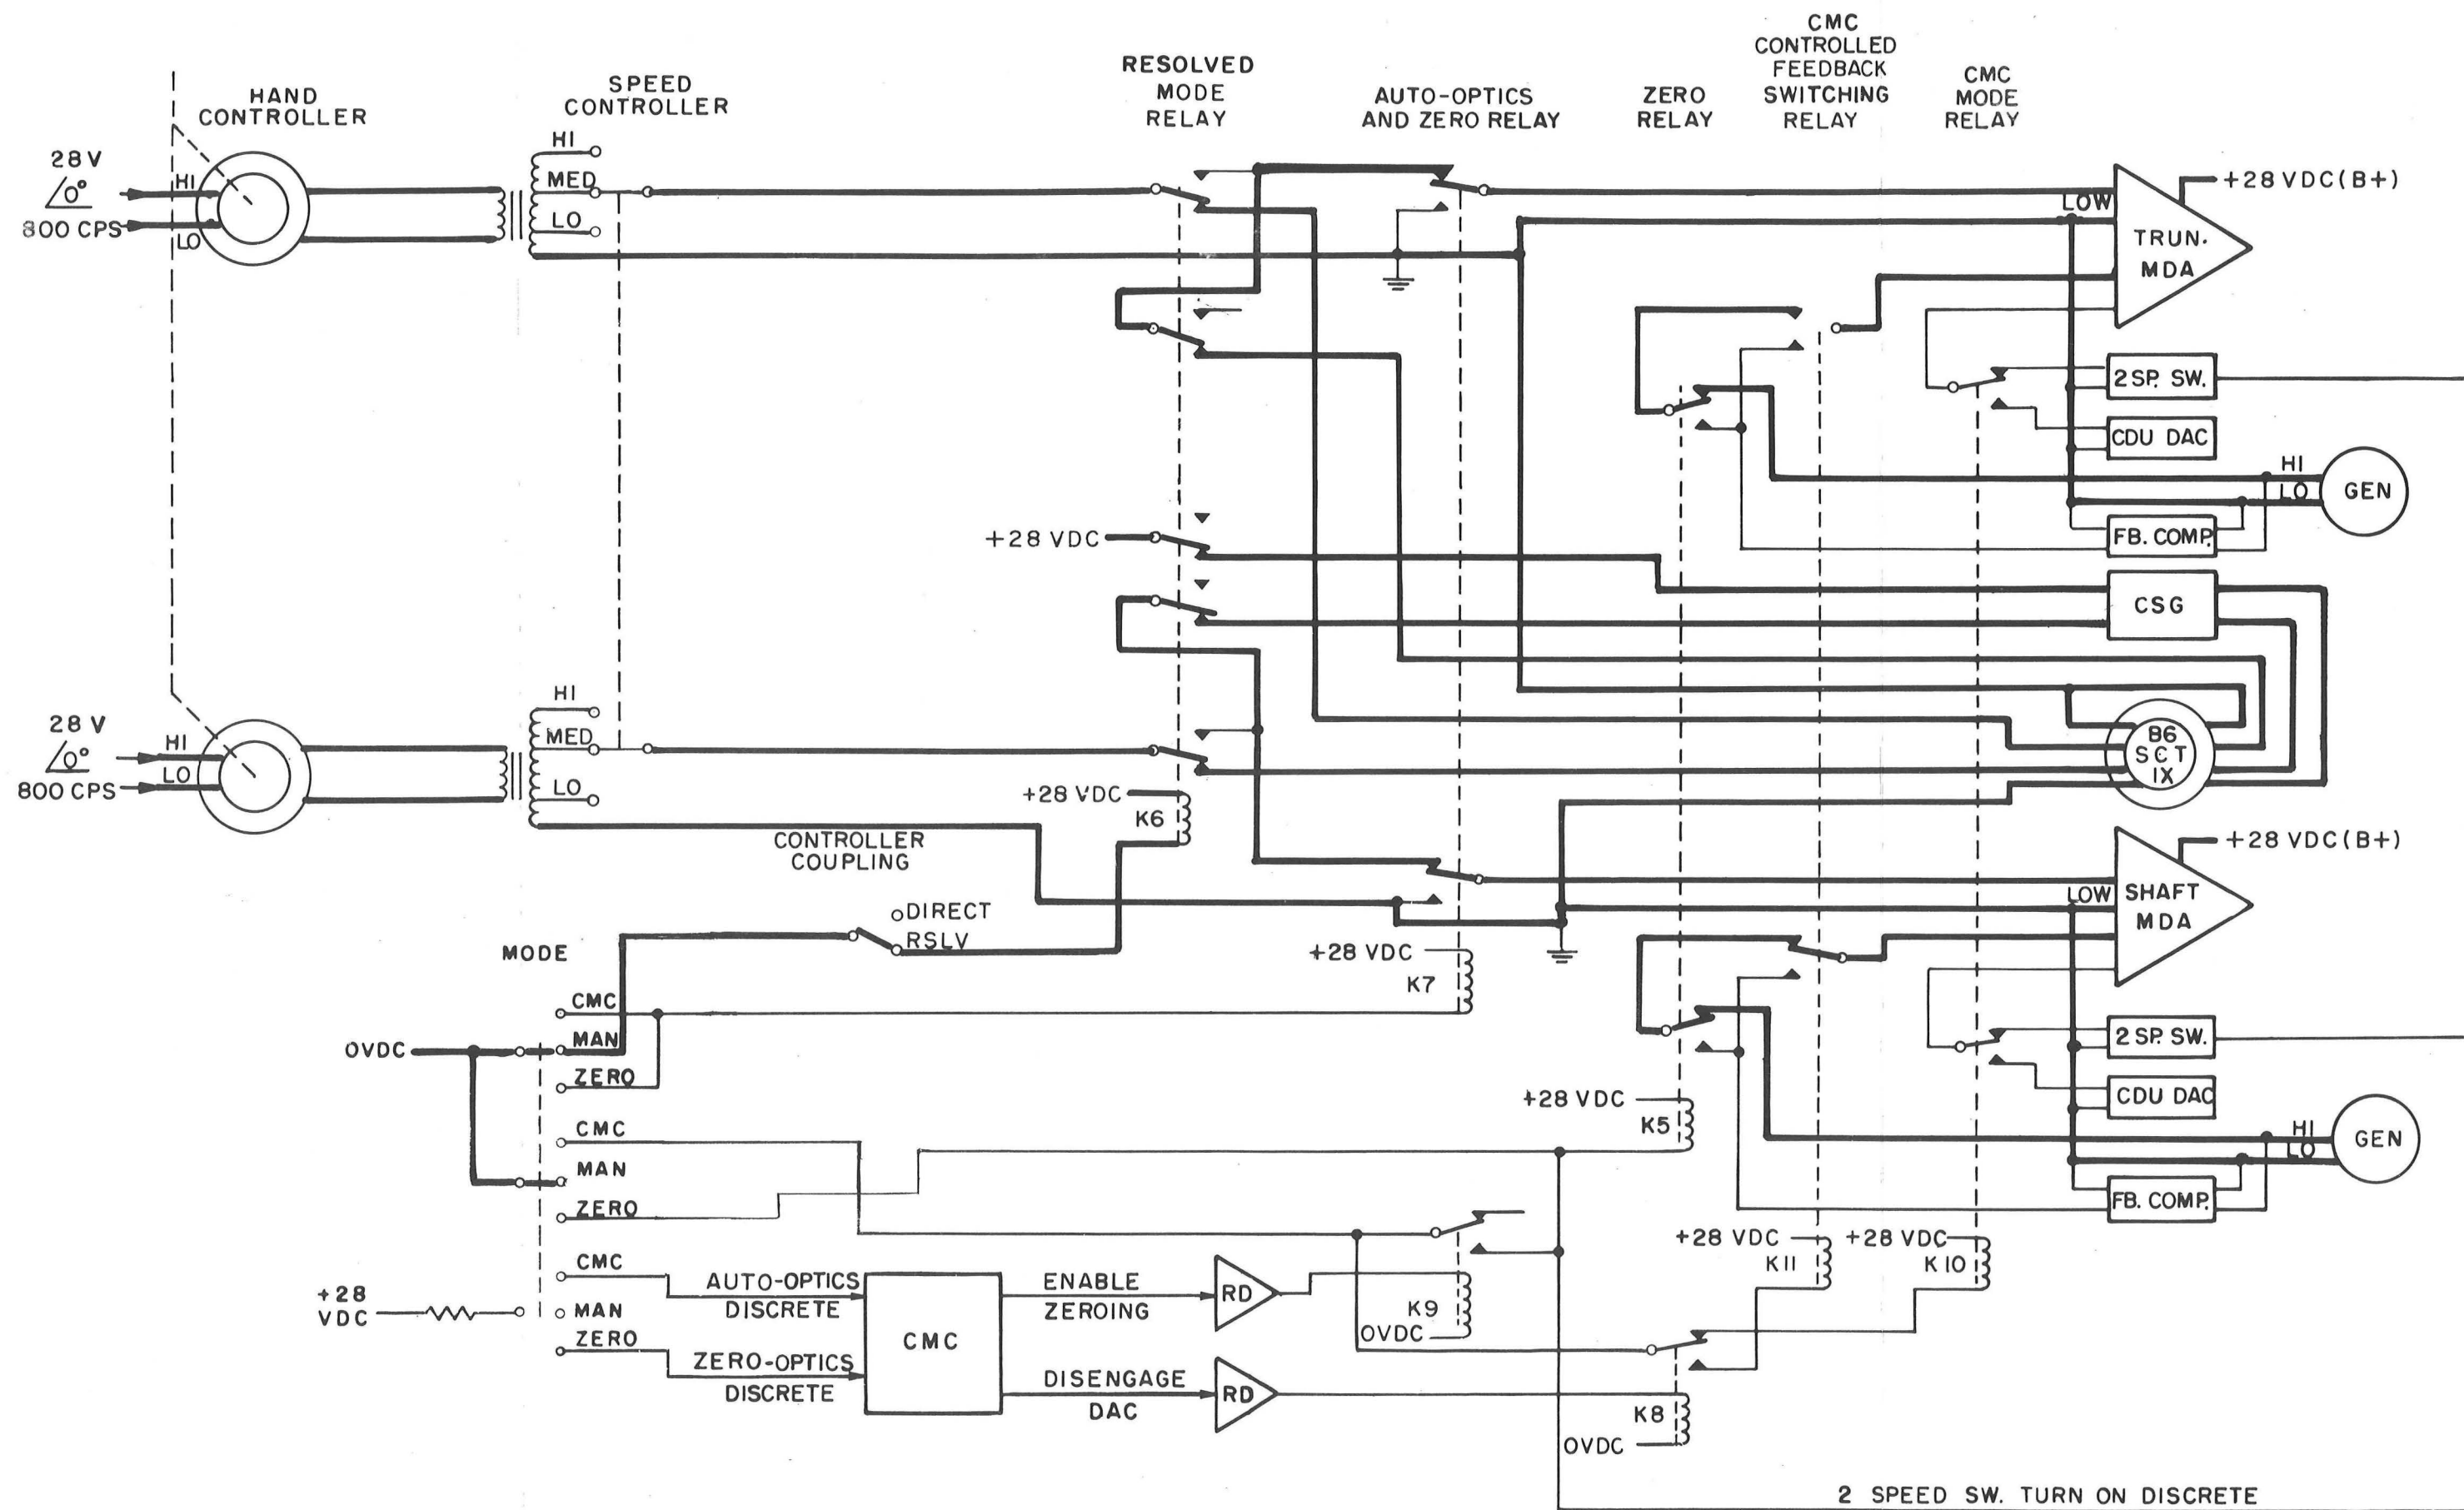 HAND
CONTROLLER
SPEED
CONTROLLER
RESOLVED
MODE
RELAY
AUTO-OPTICS
AND ZERO RELAY
ZERO
RELAY
CMC
CONTROLLED
FEEDBACK
SWITCHING
RELAY
CMC
MODE
RELAY
28V
/0°
800 CPS
HI
LO
HI
MED
LO
LOW
TRUN.
MDA
+28 VDC(B+)
2 SP. SW.
CDU DAC
HI
LO
GEN
FB. COMP.
+28 VDC
CSG
B6
SCT
1X
28 V
/0°
800 CPS
HI
LO
HI
MED
LO
+28 VDC
K6
CONTROLLER
COUPLING
DIRECT
RSLV
+28 VDC
K7
LOW
SHAFT
MDA
+28 VDC(B+)
2 SP. SW.
CDU DAC
HI
LO
GEN
FB. COMP.
MODE
CMC
MAN
ZERO
0VDC
CMC
MAN
ZERO
+28 VDC
K5
+28 VDC
K11
+28 VDC
K10
CMC
MAN
ZERO
+28
VDC
AUTO-OPTICS
DISCRETE
ZERO-OPTICS
DISCRETE
CMC
ENABLE
ZEROING
RD
K9
0VDC
DISENGAGE
DAC
RD
K8
0VDC
2 SPEED SW. TURN ON DISCRETE